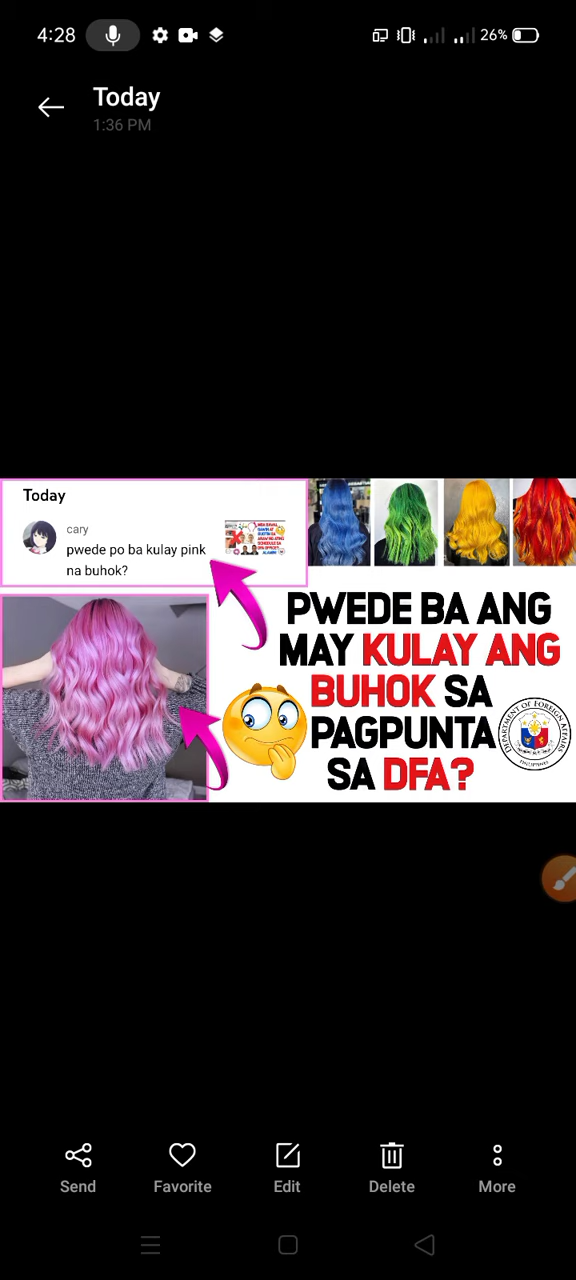 4:28
26%
Today
1:36 PM
Today
cary
pwede po ba kulay pink
na buhok?
PWEDE BA ANG
MAY KULAY ANG
BUHOK SA
PAGPUNTA
SA DFA?
DEPARTMENT OF FOREIGN AFFAIRS
Send
Favorite
Edit
Delete
More